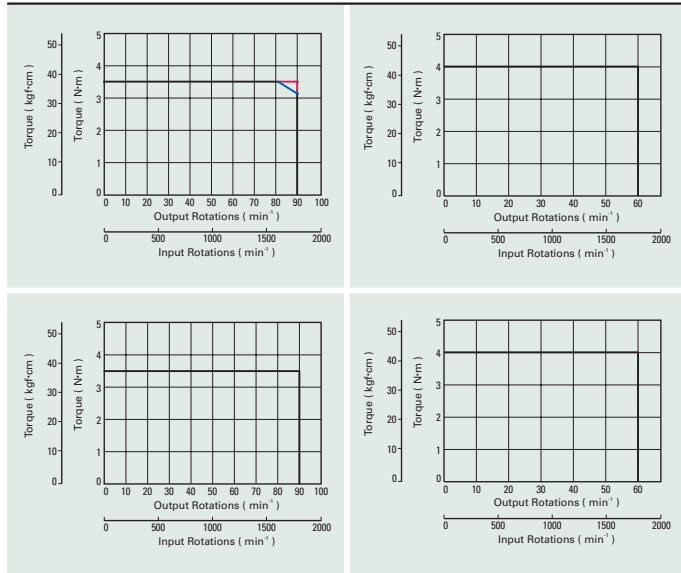 50
40
30
20
10
0
Torque ( kgf·cm )
5
4
3
2
1
0
Torque ( N·m )
0 10 20 30 40 50 60 70 80 90 100
Output Rotations ( min⁻¹ )
0 500 1000 1500 2000
Input Rotations ( min⁻¹ )
50
40
30
20
10
0
Torque ( kgf·cm )
5
4
3
2
1
0
Torque ( N·m )
0 10 20 30 40 50 60
Output Rotations ( min⁻¹ )
0 500 1000 1500 2000
Input Rotations ( min⁻¹ )
50
40
30
20
10
0
Torque ( kgf·cm )
5
4
3
2
1
0
Torque ( N·m )
0 10 20 30 40 50 60 70 80 90 100
Output Rotations ( min⁻¹ )
0 500 1000 1500 2000
Input Rotations ( min⁻¹ )
50
40
30
20
10
0
Torque ( kgf·cm )
5
4
3
2
1
0
Torque ( N·m )
0 10 20 30 40 50 60
Output Rotations ( min⁻¹ )
0 500 1000 1500 2000
Input Rotations ( min⁻¹ )